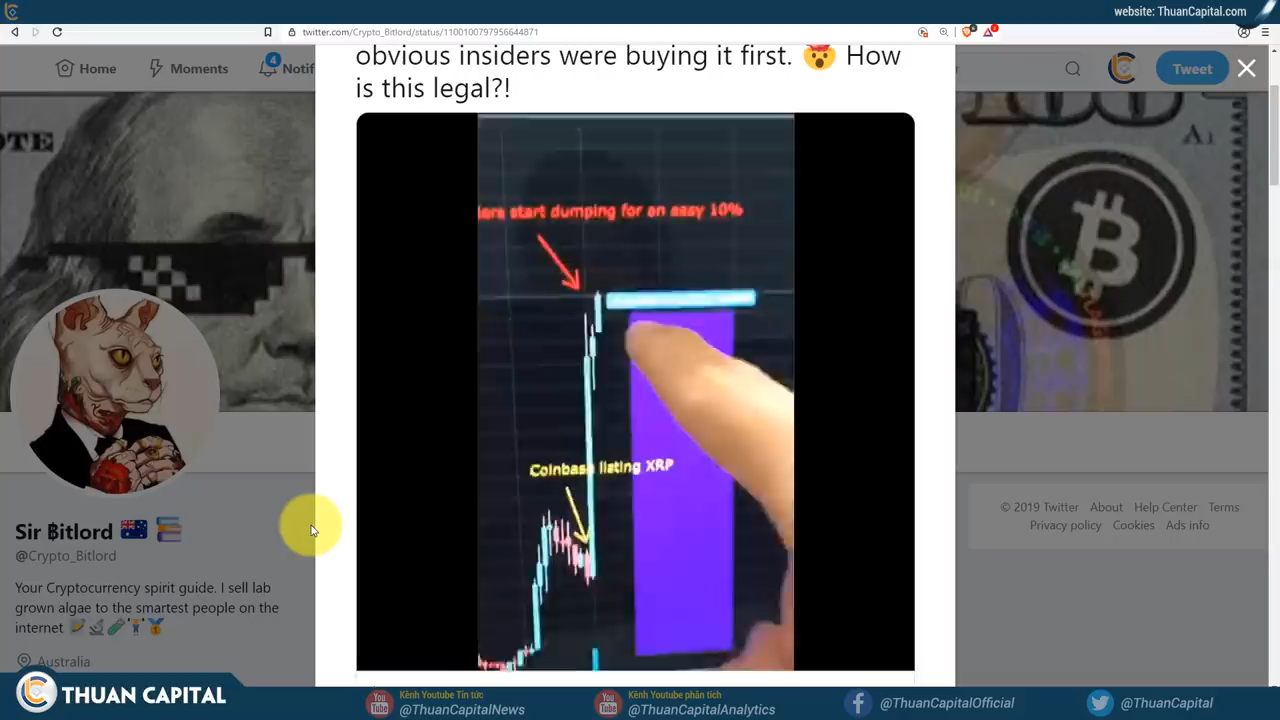 website: ThuanCapital.com
twitter.com/Crypto_Bitlord/status/1100100797956644871
obvious insiders were buying it first. 🤯 How
is this legal?!
Home
Moments
4
Notif
Tweet
start dumping for an easy 10%
Coinbase listing XRP
A1
Sir ₿itlord 🇦🇺 📚
@Crypto_Bitlord
Your Cryptocurrency spirit guide. I sell lab
grown algae to the smartest people on the
internet
Australia
© 2019 Twitter About Help Center Terms
Privacy policy Cookies Ads info
THUAN CAPITAL
Kênh Youtube Tin tức:
@ThuanCapitalNews
Kênh Youtube phân tích
@ThuanCapitalAnalytics
@ThuanCapitalOfficial
@ThuanCapital